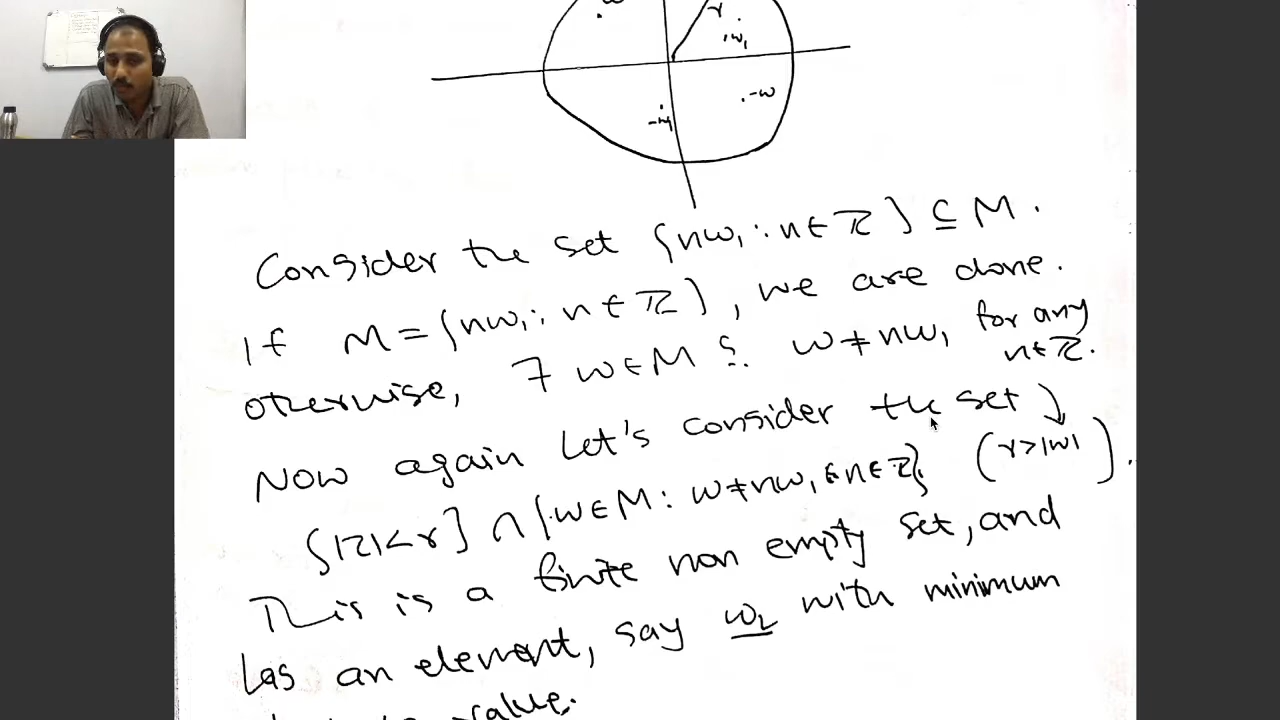 w
r
w₁
-w
-w₁
Consider the set {nw₁ : n ∈ ℤ} ⊆ M.
If M = {nw₁ : n ∈ ℤ}, we are done.
otherwise, ∃ w ∈ M s.t. w ≠ nw₁ for any
n ∈ ℤ.
Now again Let's consider the set
{|z| < r} ∩ {w ∈ M : w ≠ nw₁, ∀ n ∈ ℤ}. (r > |w|).
This is a finite non empty set, and
has an element, say w₂ with minimum
value.